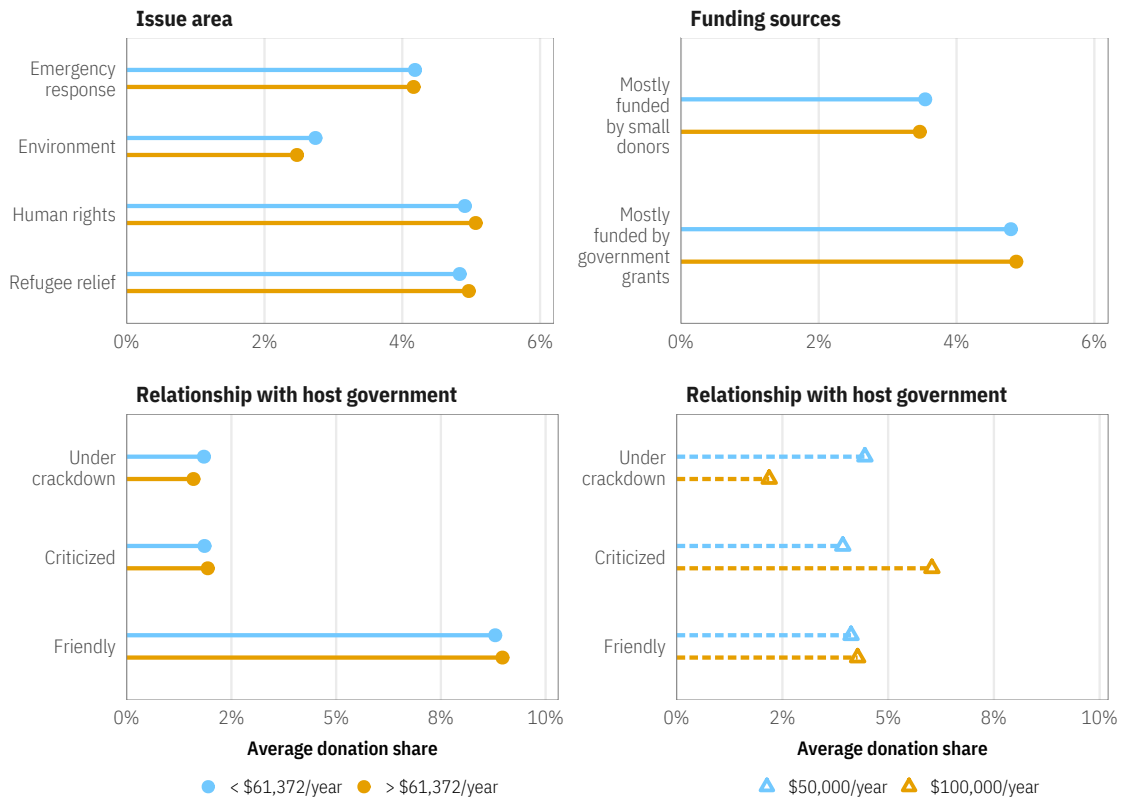 Issue area
Emergency
response
Environment
Human rights
Refugee relief
0% 2% 4% 6%
Funding sources
Mostly
funded
by small
donors
Mostly
funded by
government
grants
0% 2% 4% 6%
Relationship with host government
Under
crackdown
Criticized
Friendly
0% 2% 5% 8% 10%
Average donation share
< $61,372/year > $61,372/year
Relationship with host government
Under
crackdown
Criticized
Friendly
0% 2% 5% 8% 10%
Average donation share
$50,000/year $100,000/year